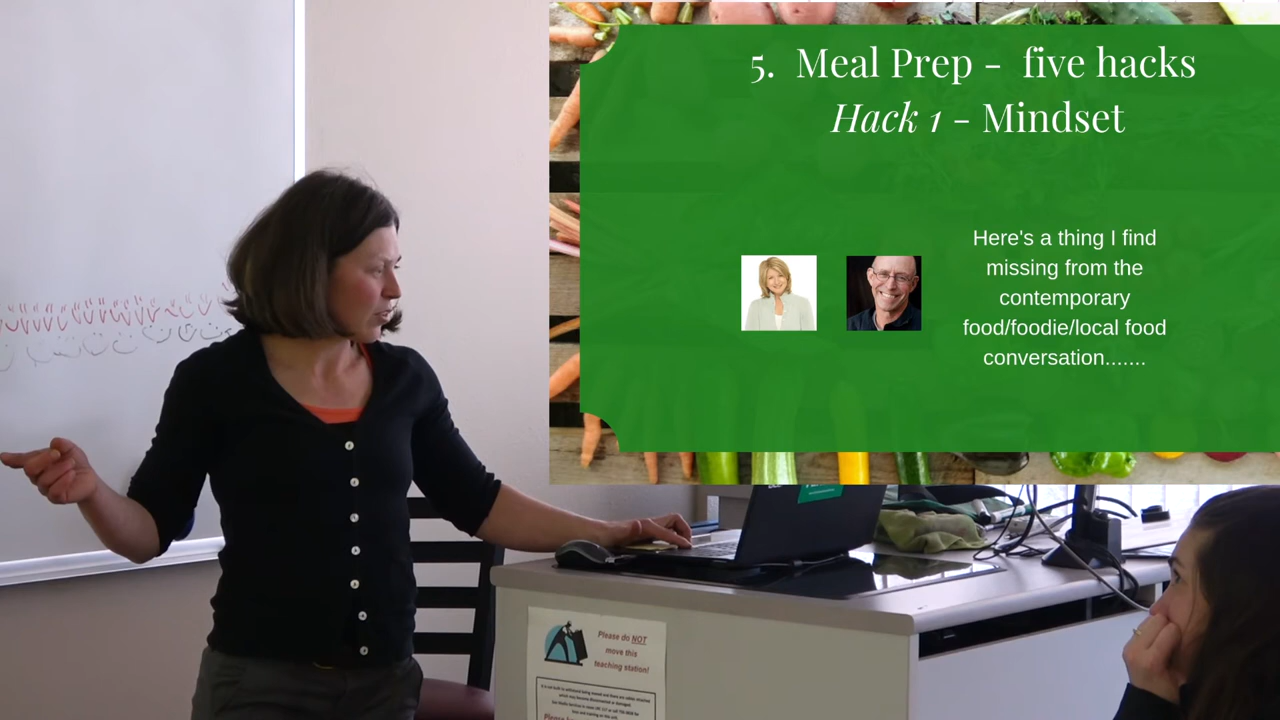 5. Meal Prep - five hacks
Hack 1 - Mindset
Here's a thing I find
missing from the
contemporary
food/foodie/local food
conversation.......
Please do NOT
move this
teaching station!